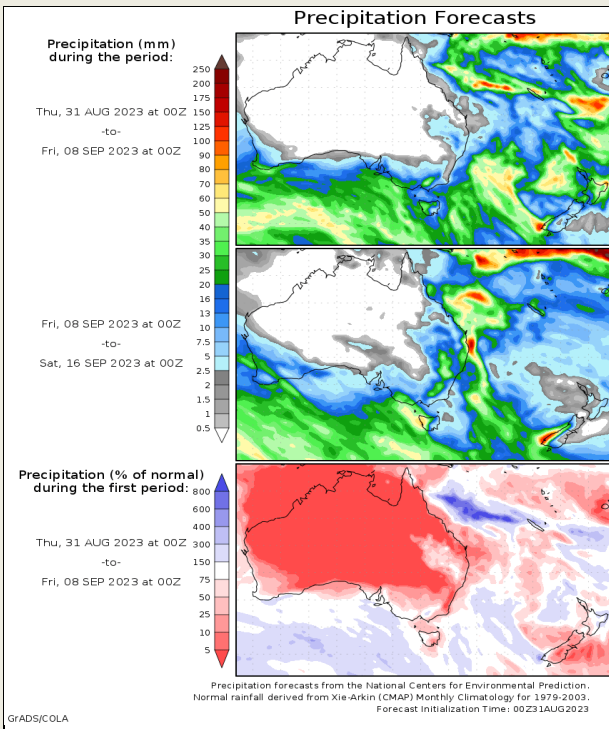 Precipitation Forecasts
Precipitation (mm)
during the period:
Thu, 31 AUG 2023 at 00Z
-to-
Fri, 08 SEP 2023 at 00Z
250
200
175
150
125
100
90
80
70
60
50
40
35
30
25
20
16
13
10
7.5
5
2.5
2
1.5
1
0.5
Fri, 08 SEP 2023 at 00Z
-to-
Sat, 16 SEP 2023 at 00Z
Precipitation (% of normal)
during the first period:
Thu, 31 AUG 2023 at 00Z
-to-
Fri, 08 SEP 2023 at 00Z
800
600
400
300
150
75
50
25
10
5
Precipitation forecasts from the National Centers for Environmental Prediction.
Normal rainfall derived from Xie-Arkin (CMAP) Monthly Climatology for 1979-2003.
Forecast Initialization Time: 00Z31AUG2023
GrADS/COLA